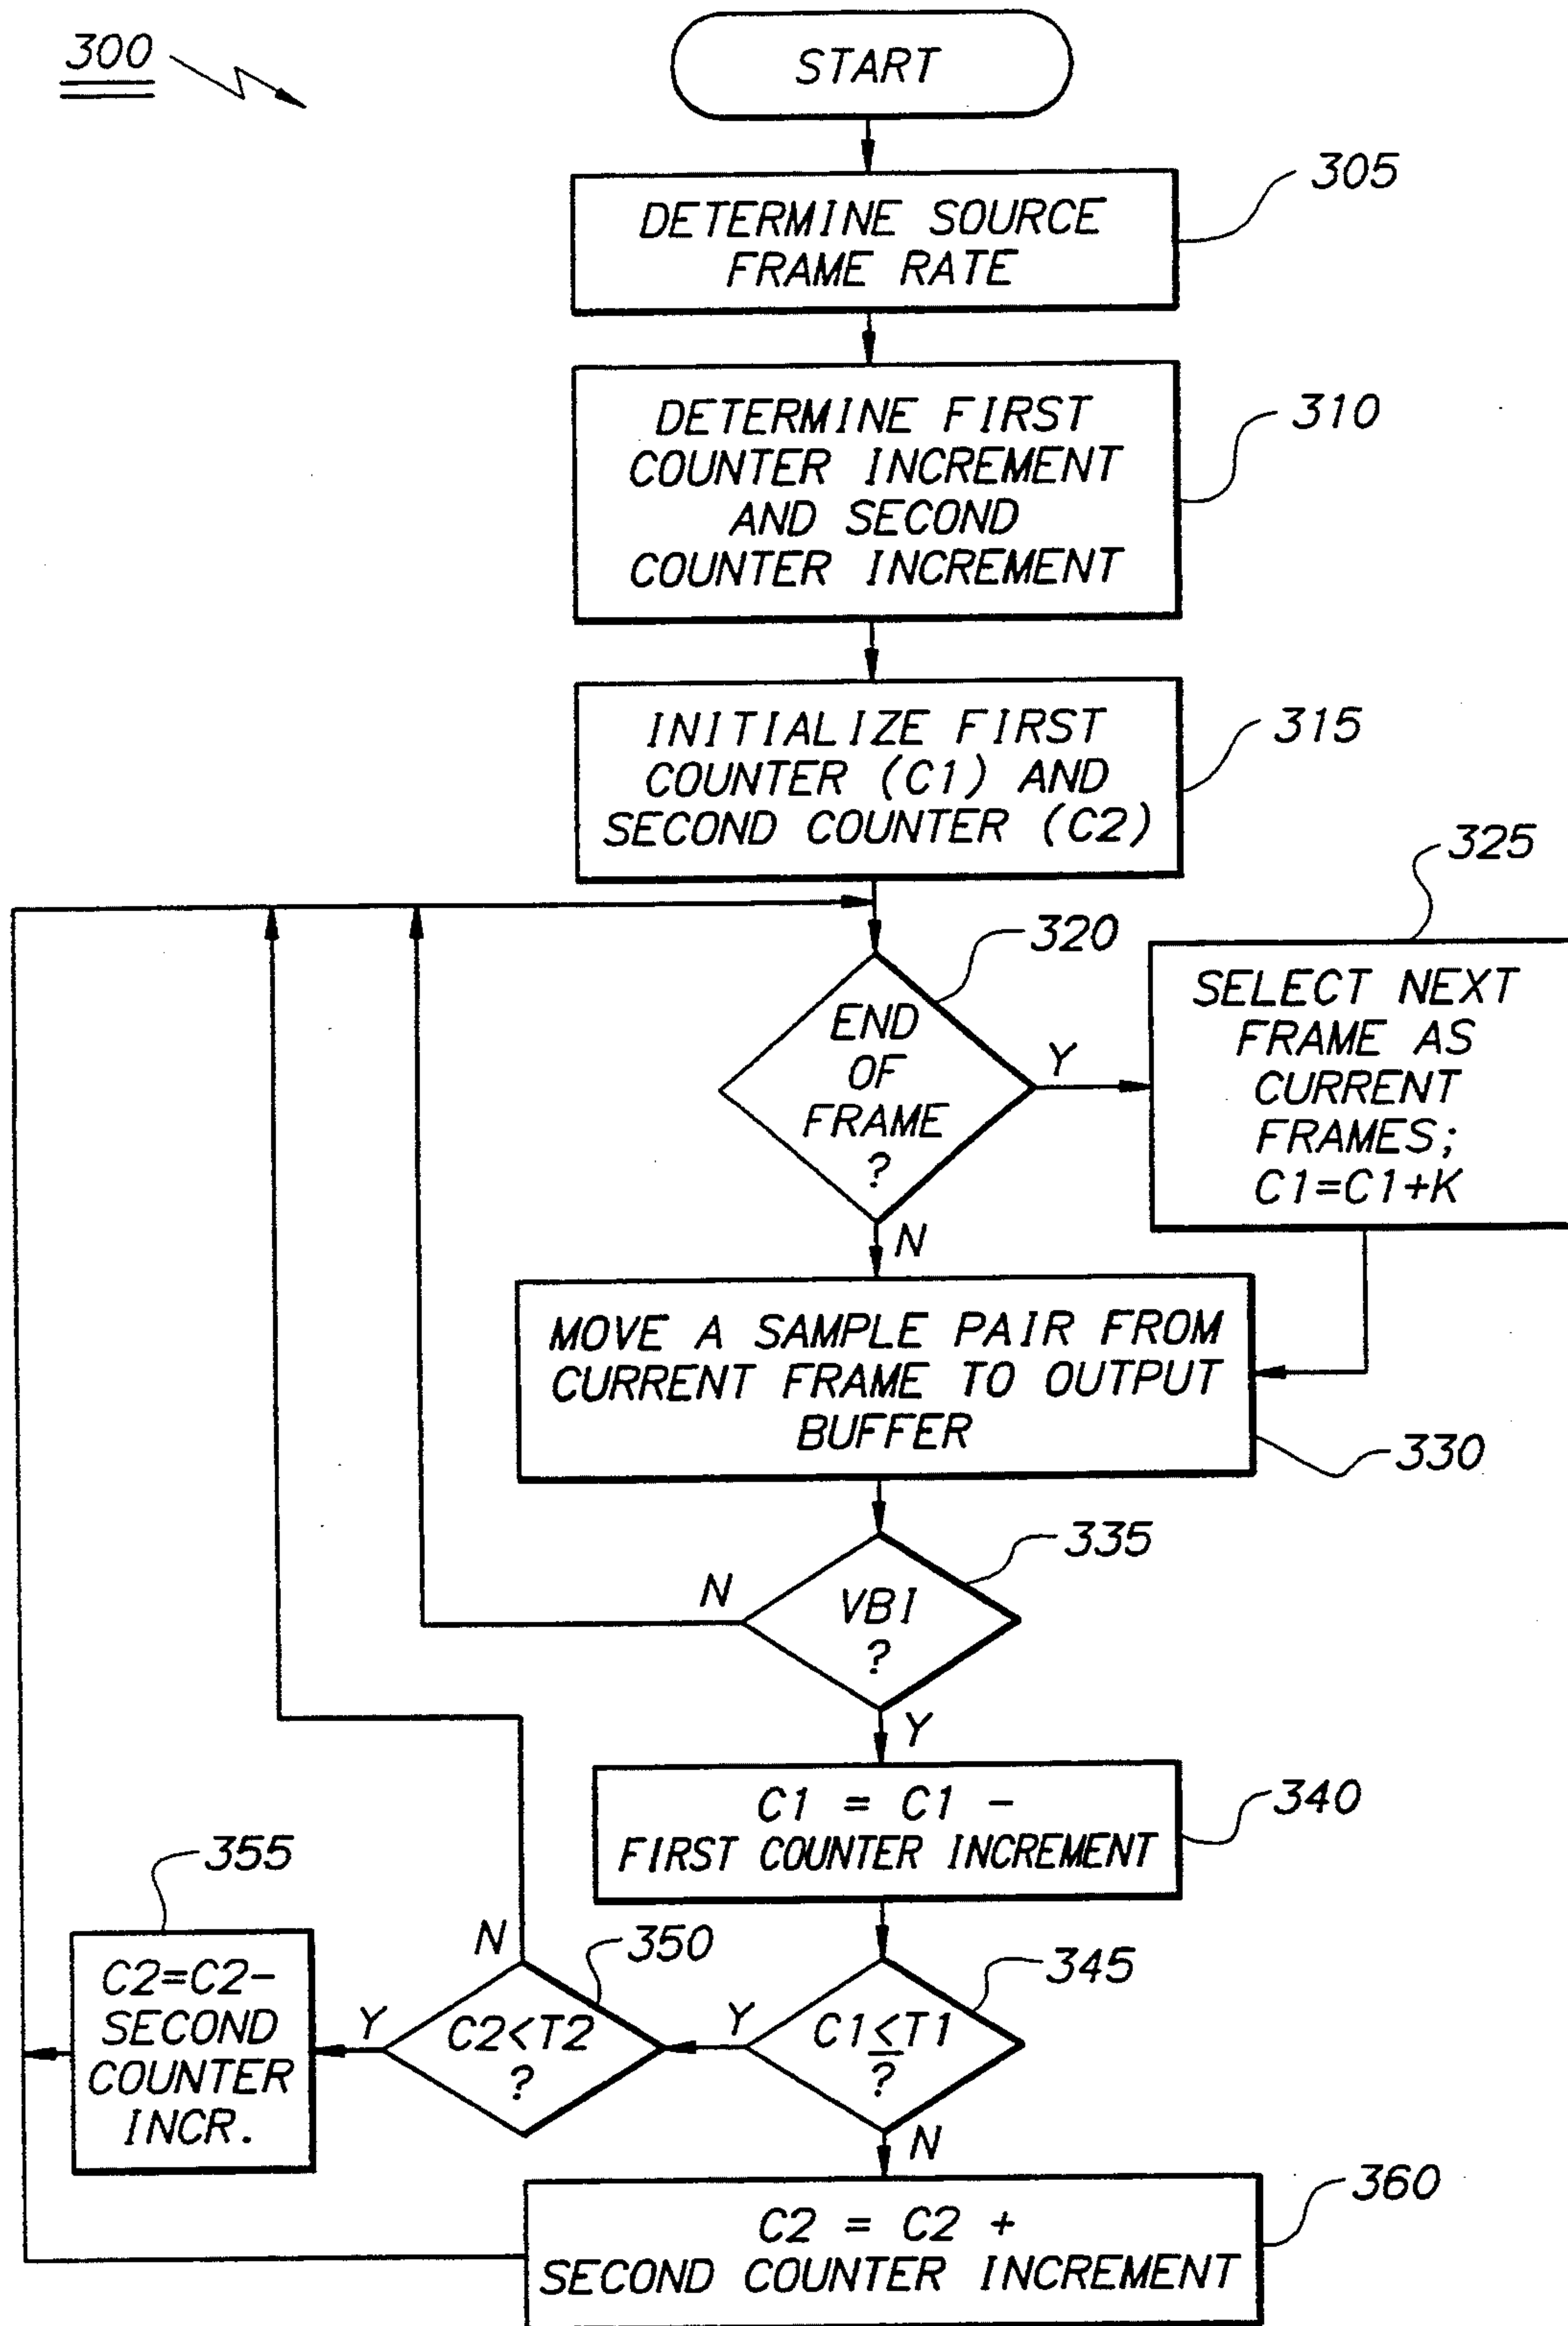 300
START
305
DETERMINE SOURCE
FRAME RATE
310
DETERMINE FIRST
COUNTER INCREMENT
AND SECOND
COUNTER INCREMENT
315
INITIALIZE FIRST
COUNTER (C1) AND
SECOND COUNTER (C2)
320
END
OF
FRAME
?
Y
N
325
SELECT NEXT
FRAME AS
CURRENT
FRAMES;
C1=C1+K
MOVE A SAMPLE PAIR FROM
CURRENT FRAME TO OUTPUT
BUFFER
330
335
VBI
?
N
Y
C1 = C1 -
FIRST COUNTER INCREMENT
340
345
C1≤T1
?
Y
N
350
C2<T2
?
N
Y
355
C2=C2-
SECOND
COUNTER
INCR.
360
C2 = C2 +
SECOND COUNTER INCREMENT